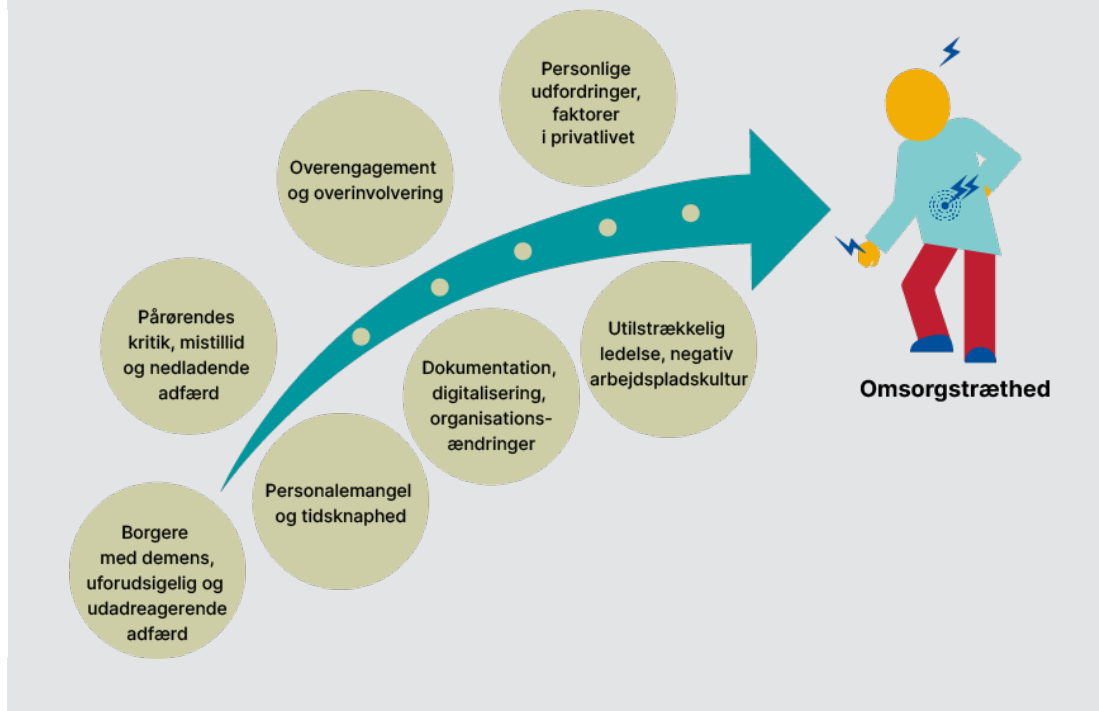 Personlige
udfordringer,
faktorer
i privatlivet
Overengagement
og overinvolvering
Pårørendes
kritik, mistillid
og nedladende
adfærd
Utilstrækkelig
ledelse, negativ
arbejdspladskultur
Dokumentation,
digitalisering,
organisations-
ændringer
Omsorgstræthed
Personalemangel
og tidsknaphed
Borgere
med demens,
uforudsigelig og
udadreagerende
adfærd